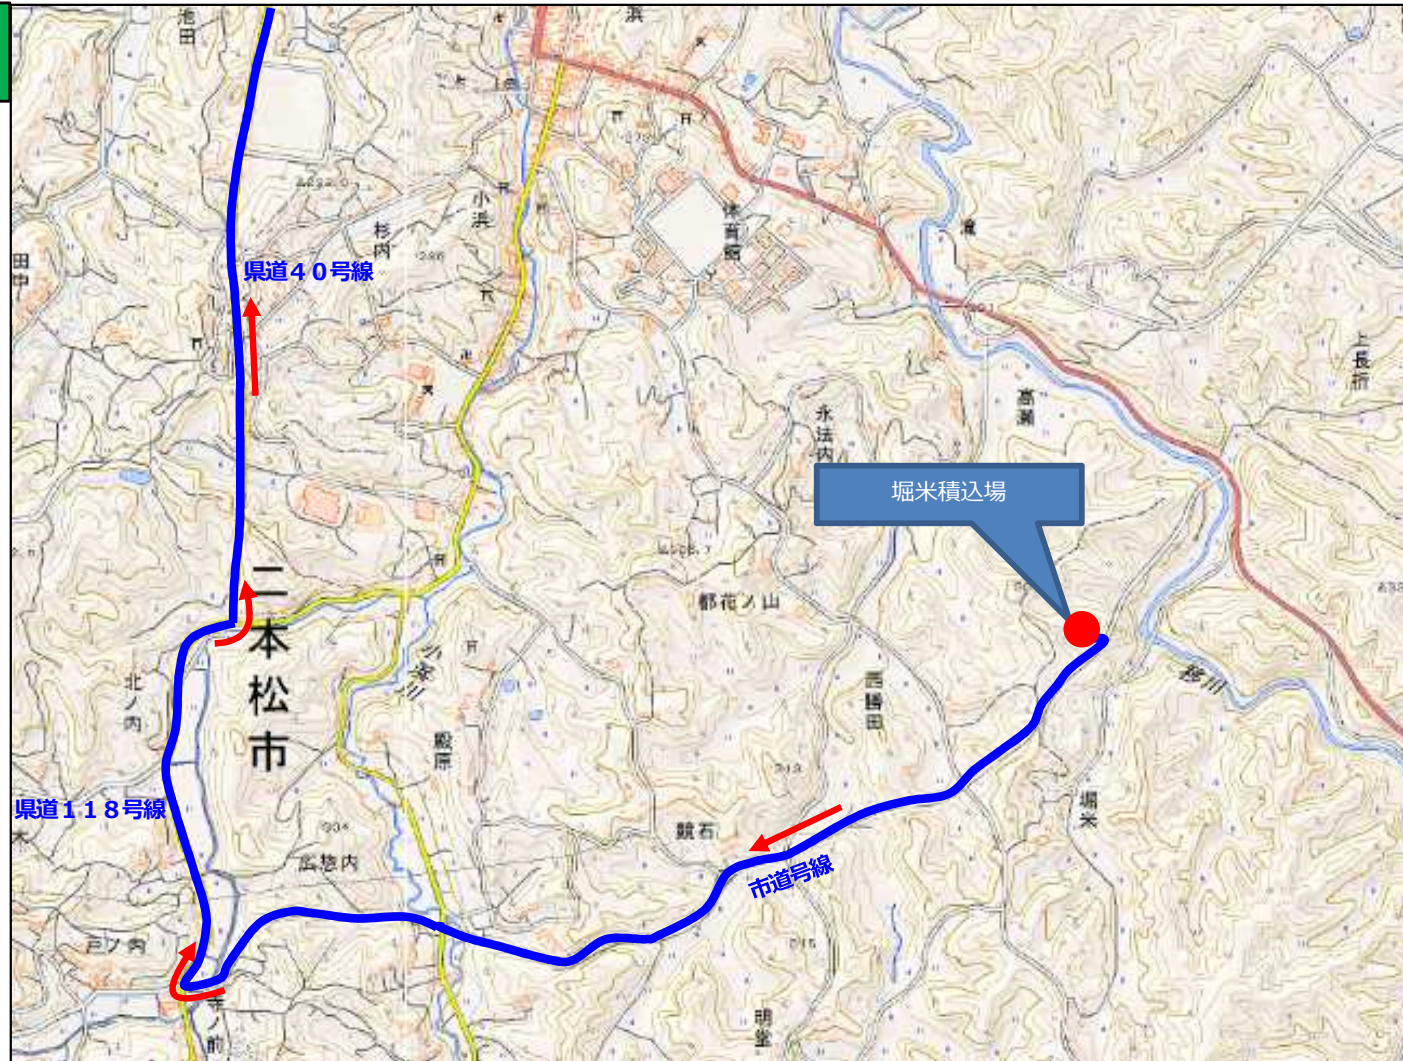 池田
浜
小浜
杉内
体育館
滝
田中
県道４０号線
上長折
高瀬
永法内
堀米積込場
二本松市
都花ノ山
小浜川
北ノ内
西勝田
移川
殿原
県道１１８号線
堀米
鏡石
広惣内
市道号線
戸ノ内
寺ノ前
明堂